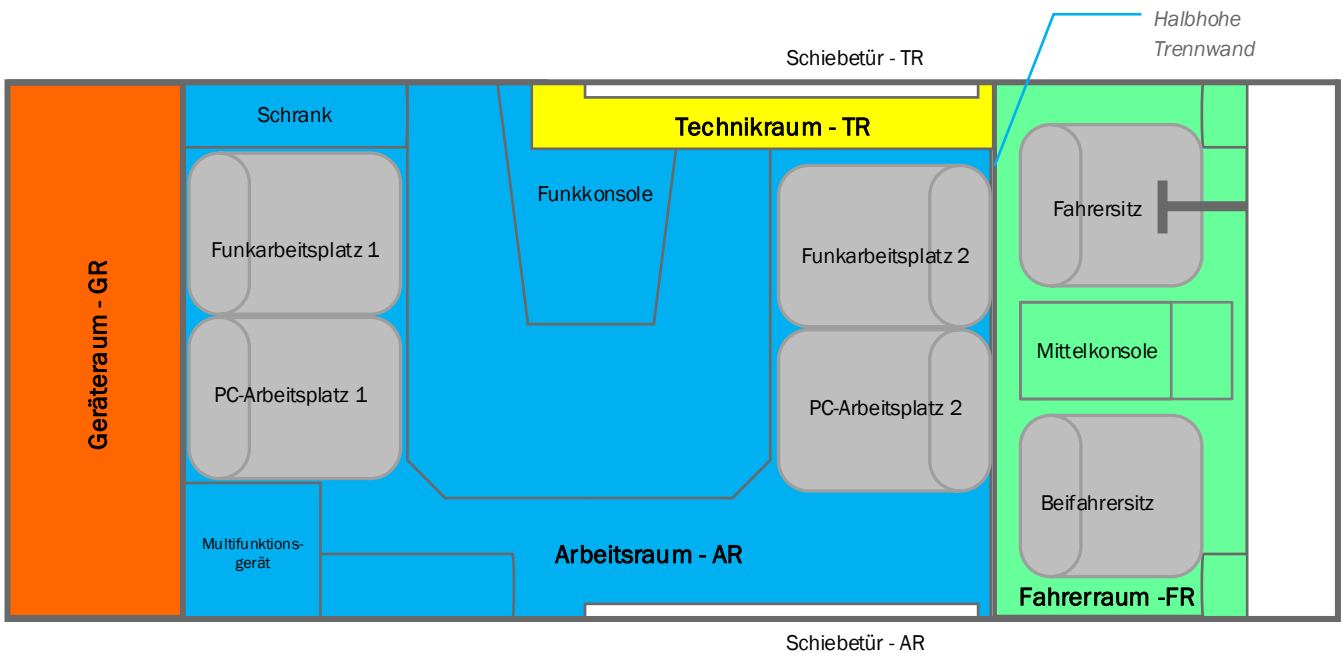 Halbhohe
Trennwand
Schiebetür - TR
Schrank
Technikraum - TR
Funkkonsole
Fahrersitz
Funkarbeitsplatz 1
Funkarbeitsplatz 2
Geräteraum - GR
Mittelkonsole
PC-Arbeitsplatz 1
PC-Arbeitsplatz 2
Beifahrersitz
Multifunktions-
gerät
Arbeitsraum - AR
Fahrerraum -FR
Schiebetür - AR